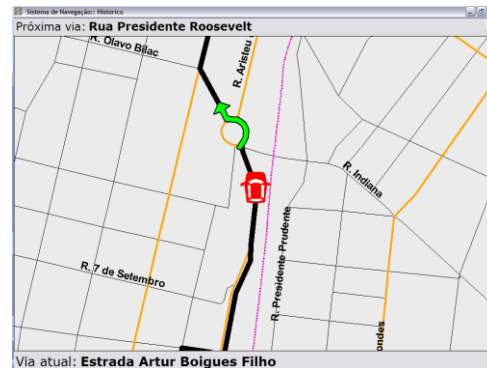 Sistema de Navegação:: Histórico
Próxima via: Rua Presidente Roosevelt
R. Olavo Bilac
R. Aristeu
R. Indiana
R. Presidente Prudente
R. 7 de Setembro
ondes
Via atual: Estrada Artur Boigues Filho